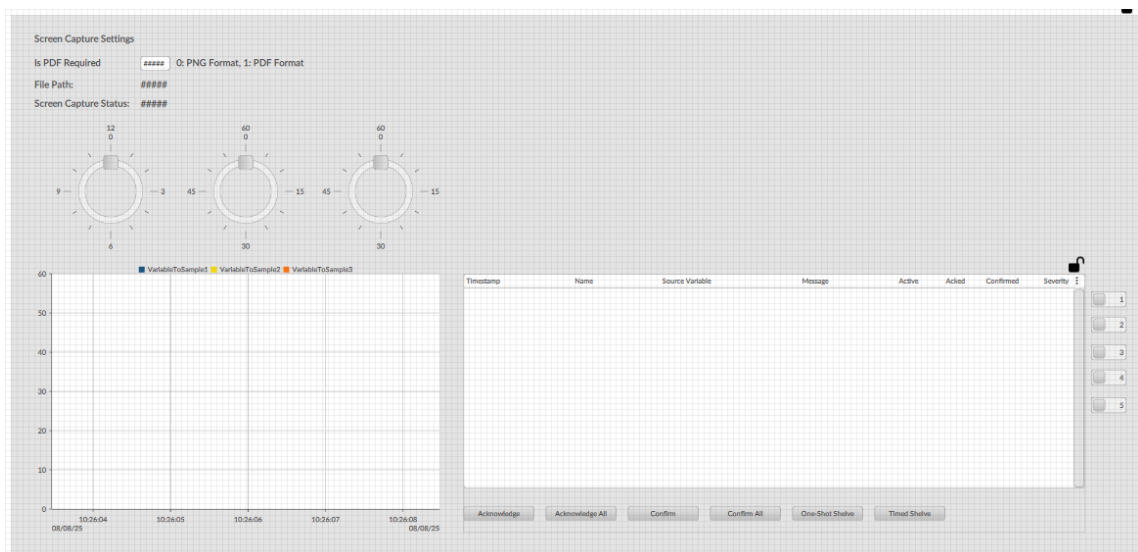 Screen Capture Settings
Is PDF Required ##### 0: PNG Format, 1: PDF Format
File Path: #####
Screen Capture Status: #####
12 60 60
0 0 0
9 3 45 15 45 15
6 30 30
VariableToSample1 VariableToSample2 VariableToSample3
60
50
40
30
20
10
0
10:26:04 10:26:05 10:26:06 10:26:07 10:26:08
08/08/25 08/08/25
Timestamp Name Source Variable Message Active Acked Confirmed Severity
1
2
3
4
5
Acknowledge Acknowledge All Confirm Confirm All One-Shot Shelve Timed Shelve